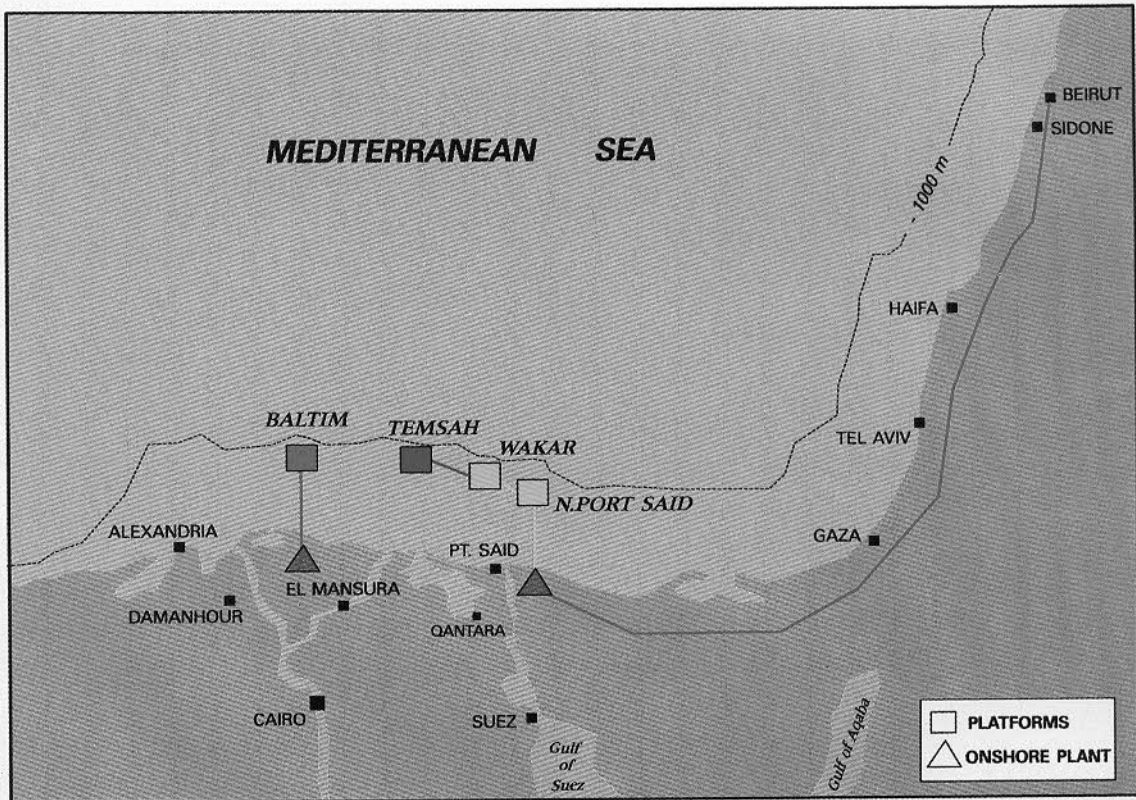 MEDITERRANEAN SEA
BEIRUT
SIDONE
- 1000 m
HAIFA
BALTIM
TEMSAH
WAKAR
TEL AVIV
N.PORT SAID
ALEXANDRIA
GAZA
PT. SAID
EL MANSURA
DAMANHOUR
QANTARA
CAIRO
SUEZ
Gulf
of
Suez
Gulf of Aqaba
PLATFORMS
ONSHORE PLANT